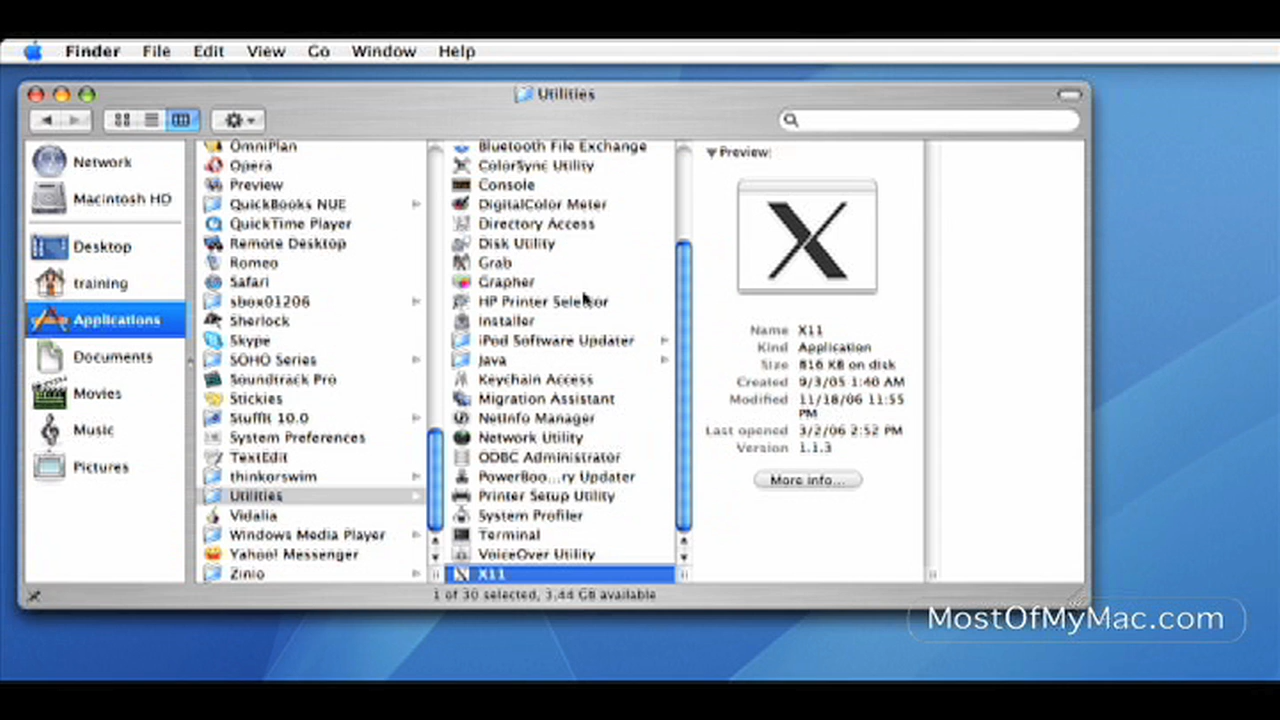 Finder File Edit View Go Window Help
Utilities
Network
Macintosh HD
Desktop
training
Applications
Documents
Movies
Music
Pictures
OmniPlan
Opera
Preview
QuickBooks NUE
QuickTime Player
Remote Desktop
Romeo
Safari
sbox01206
Sherlock
Skype
SOHO Series
Soundtrack Pro
Stickies
StuffIt 10.0
System Preferences
TextEdit
thinkorswim
Utilities
Vidalia
Windows Media Player
Yahoo! Messenger
Zinio
Bluetooth File Exchange
ColorSync Utility
Console
DigitalColor Meter
Directory Access
Disk Utility
Grab
Grapher
HP Printer Selector
Installer
iPod Software Updater
Java
Keychain Access
Migration Assistant
NetInfo Manager
Network Utility
ODBC Administrator
PowerBoo...ry Updater
Printer Setup Utility
System Profiler
Terminal
VoiceOver Utility
X11
Preview:
Name X11
Kind Application
Size 816 KB on disk
Created 9/3/05 1:40 AM
Modified 11/18/06 11:55
PM
Last opened 3/2/06 2:52 PM
Version 1.1.3
More info...
1 of 30 selected, 3.44 GB available
MostOfMyMac.com